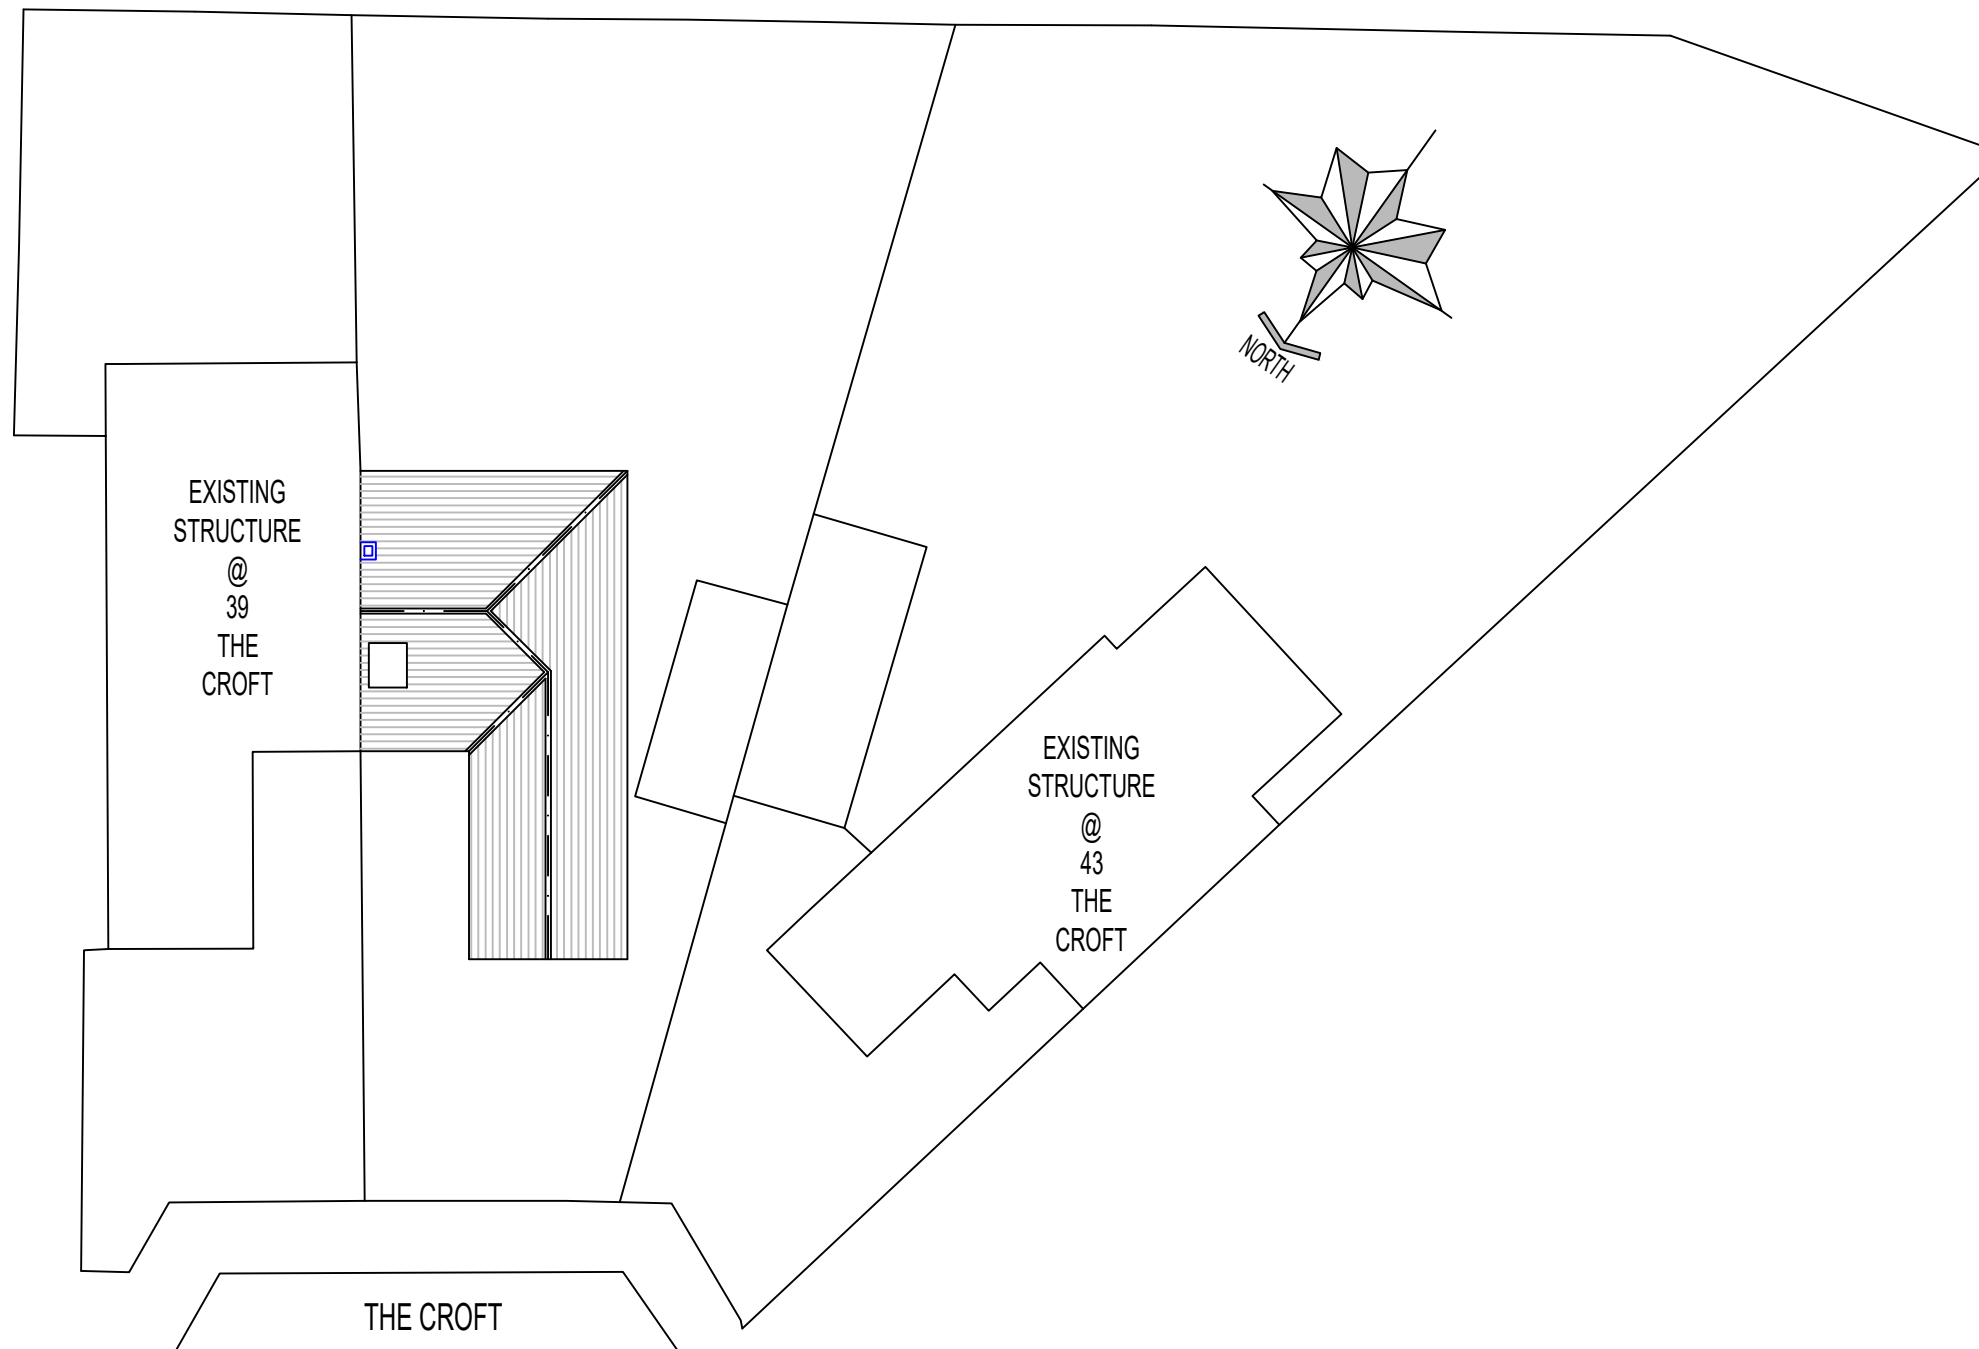 NORTH
EXISTING
STRUCTURE
@
39
THE
CROFT
EXISTING
STRUCTURE
@
43
THE
CROFT
THE CROFT